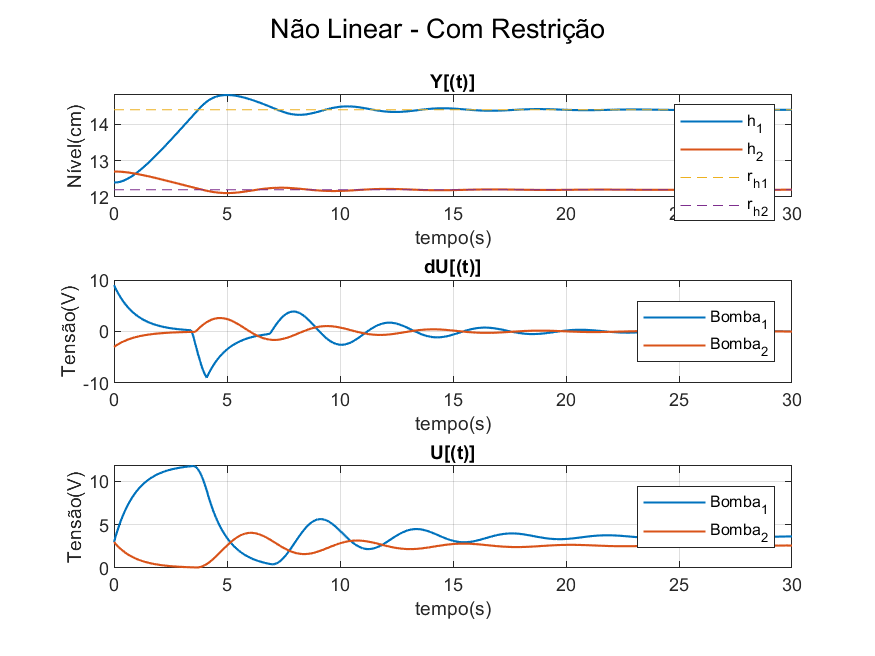 Não Linear - Com Restrição
Y[(t)]
Nível(cm)
14
13
12
0 5 10 15 2 30
h1
h2
rh1
rh2
tempo(s)
dU[(t)]
Tensão(V)
10
0
-10
0 5 10 15 20 25 30
Bomba1
Bomba2
tempo(s)
U[(t)]
Tensão(V)
10
5
0
0 5 10 15 20 25 30
Bomba1
Bomba2
tempo(s)